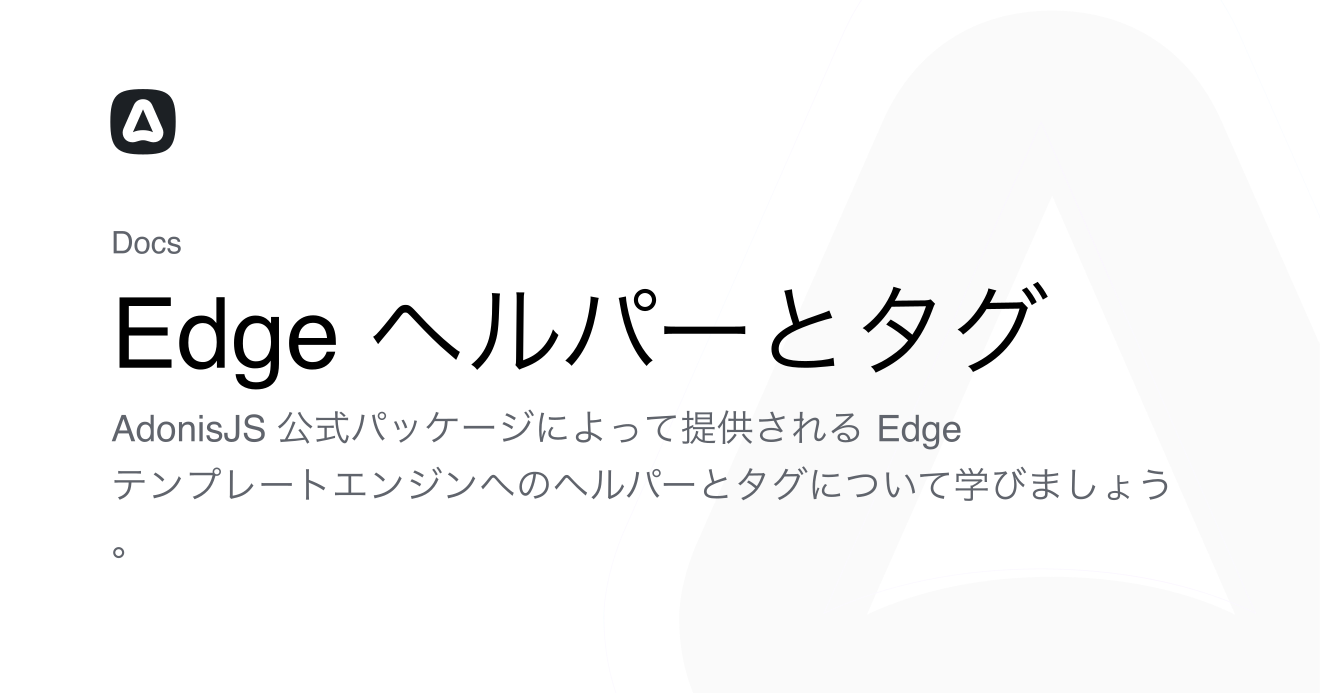 Docs
Edge ヘルパーとタグ
AdonisJS 公式パッケージによって提供される Edge
テンプレートエンジンへのヘルパーとタグについて学びましょう
。